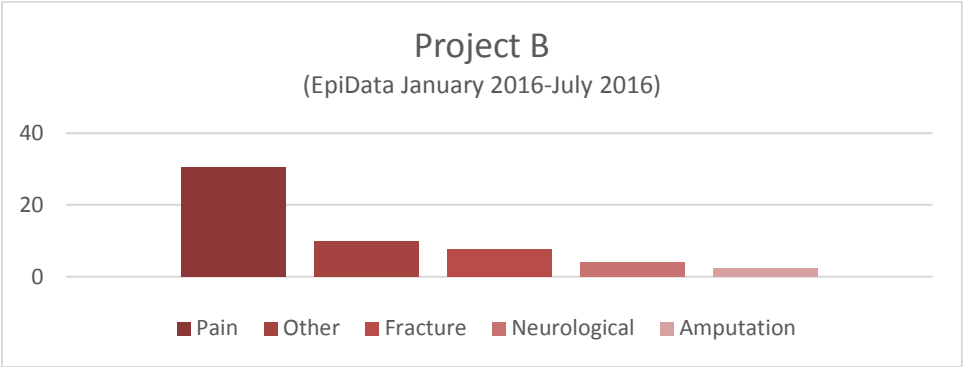 Project B
(EpiData January 2016-July 2016)
40
20
0
Pain Other Fracture Neurological Amputation